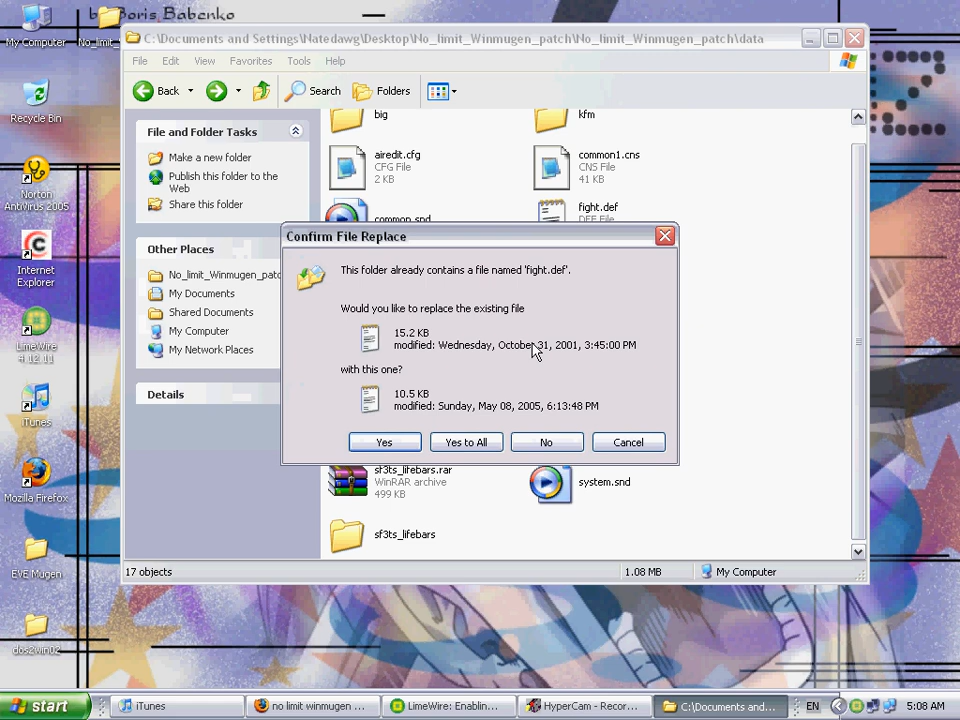 by Boris Babenko
My Computer
No_limit_
Recycle Bin
Norton
AntiVirus 2005
Internet
Explorer
LimeWire
4.12.11
iTunes
Mozilla Firefox
EVE Mugen
dos2win02
C:\Documents and Settings\Natedawg\Desktop\No_limit_Winmugen_patch\No_limit_Winmugen_patch\data
File Edit View Favorites Tools Help
Back Search Folders
File and Folder Tasks
Make a new folder
Publish this folder to the
Web
Share this folder
Other Places
No_limit_Winmugen_patc
My Documents
Shared Documents
My Computer
My Network Places
Details
big
kfm
airedit.cfg
CFG File
2 KB
common1.cns
CNS File
41 KB
common.snd
fight.def
DEF File
Confirm File Replace
This folder already contains a file named 'fight.def'.
Would you like to replace the existing file
15.2 KB
modified: Wednesday, October 31, 2001, 3:45:00 PM
with this one?
10.5 KB
modified: Sunday, May 08, 2005, 6:13:48 PM
Yes Yes to All No Cancel
sf3ts_lifebars.rar
WinRAR archive
499 KB
system.snd
sf3ts_lifebars
17 objects 1.08 MB My Computer
start iTunes no limit winmugen ... LimeWire: Enablin... HyperCam - Recor... C:\Documents and... EN 5:08 AM